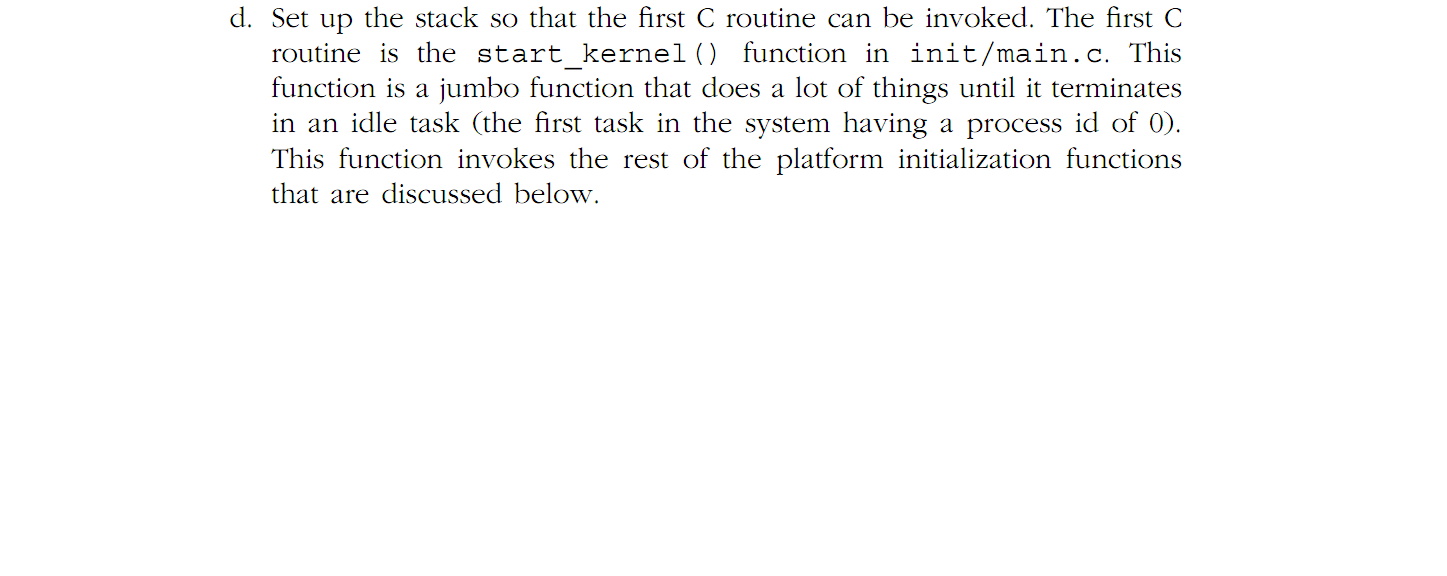 d. Set up the stack so that the first C routine can be invoked. The first C
routine is the start_kernel() function in init/main.c. This
function is a jumbo function that does a lot of things until it terminates
in an idle task (the first task in the system having a process id of 0).
This function invokes the rest of the platform initialization functions
that are discussed below.